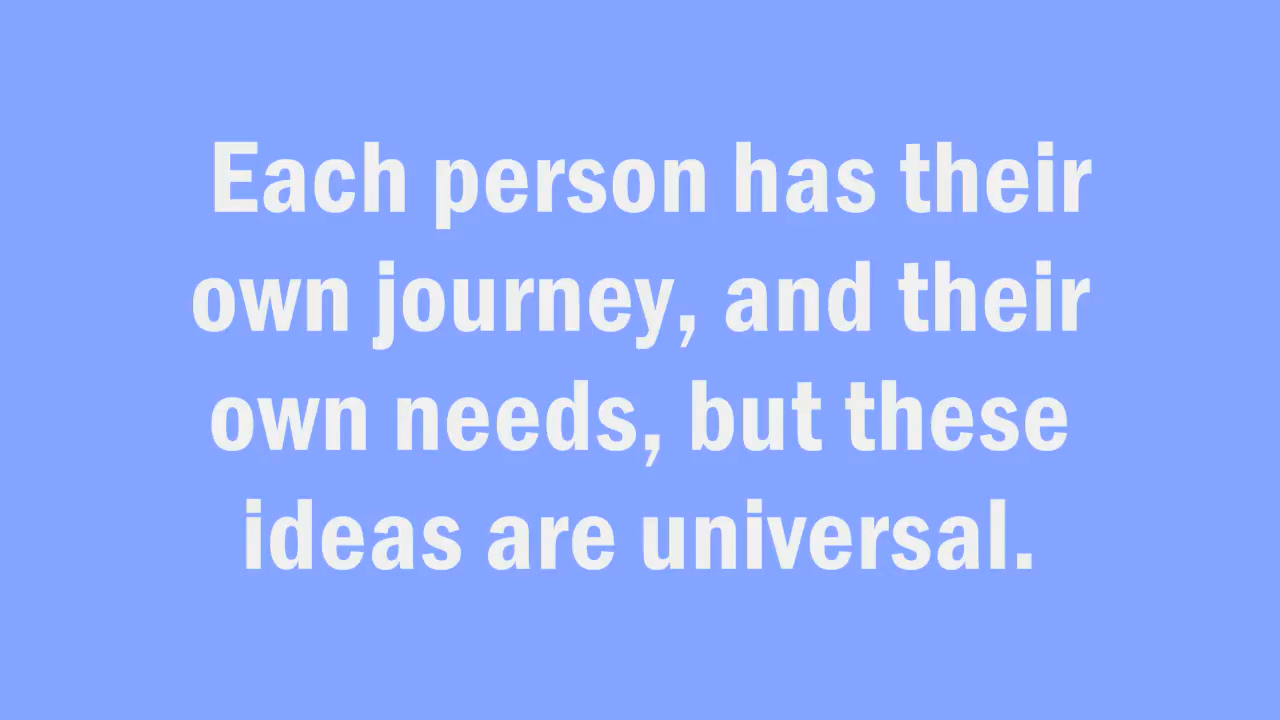 Each person has their
own journey, and their
own needs, but these
ideas are universal.